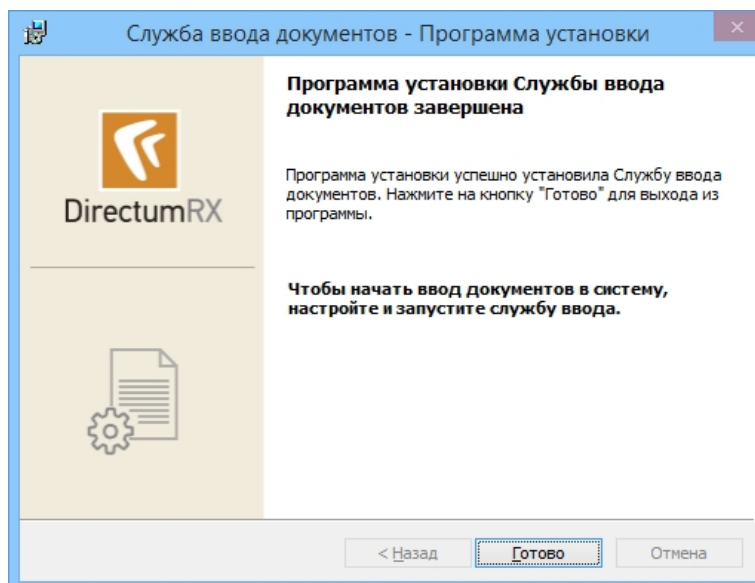 Служба ввода документов - Программа установки
Программа установки Службы ввода
документов завершена
Программа установки успешно установила Службу ввода
документов. Нажмите на кнопку "Готово" для выхода из
программы.
DirectumRX
Чтобы начать ввод документов в систему,
настройте и запустите службу ввода.
< Назад
Готово
Отмена